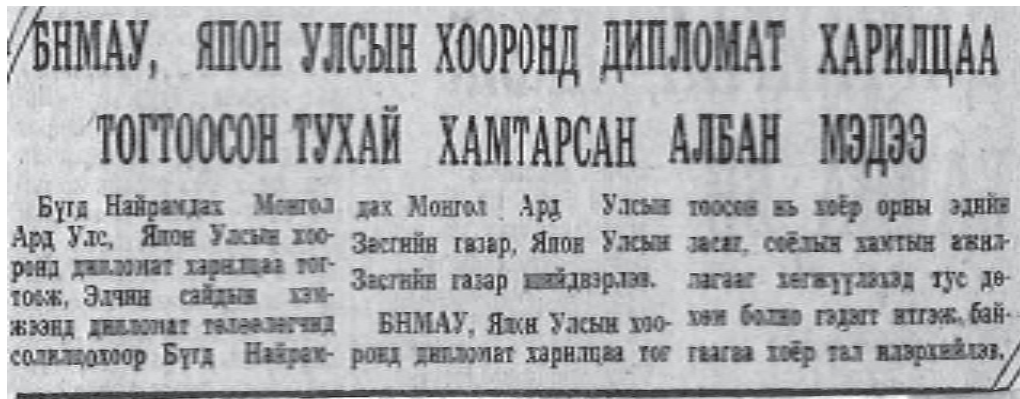 БНМАУ, ЯПОН УЛСЫН ХООРОНД ДИПЛОМАТ ХАРИЛЦАА
ТОГТООСОН ТУХАЙ ХАМТАРСАН АЛБАН МЭДЭЭ
Бүгд Найрамдах Монгол
Ард Улс, Япон Улсын хоо-
ронд дипломат харилцаа тог-
тоож, Элчин сайдын хэм-
жээнд дипломат төлөөлөгчид
солилцохоор Бүгд Найрам-
дах Монгол Ард Улсын
Засгийн газар, Япон Улсын
Засгийн газар шийдвэрлэв.
БНМАУ, Япон Улсын хоо-
ронд дипломат харилцаа тог
тоосон нь хоёр орны эдийн
засаг, соёлын хамтын ажил-
лагааг хөгжүүлэхэд тус дө-
хөм болно гэдэгт итгэж, бай-
гаагаа хоёр тал илэрхийлэв.